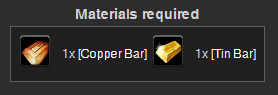 Materials required
1x [Copper Bar] 1x [Tin Bar]